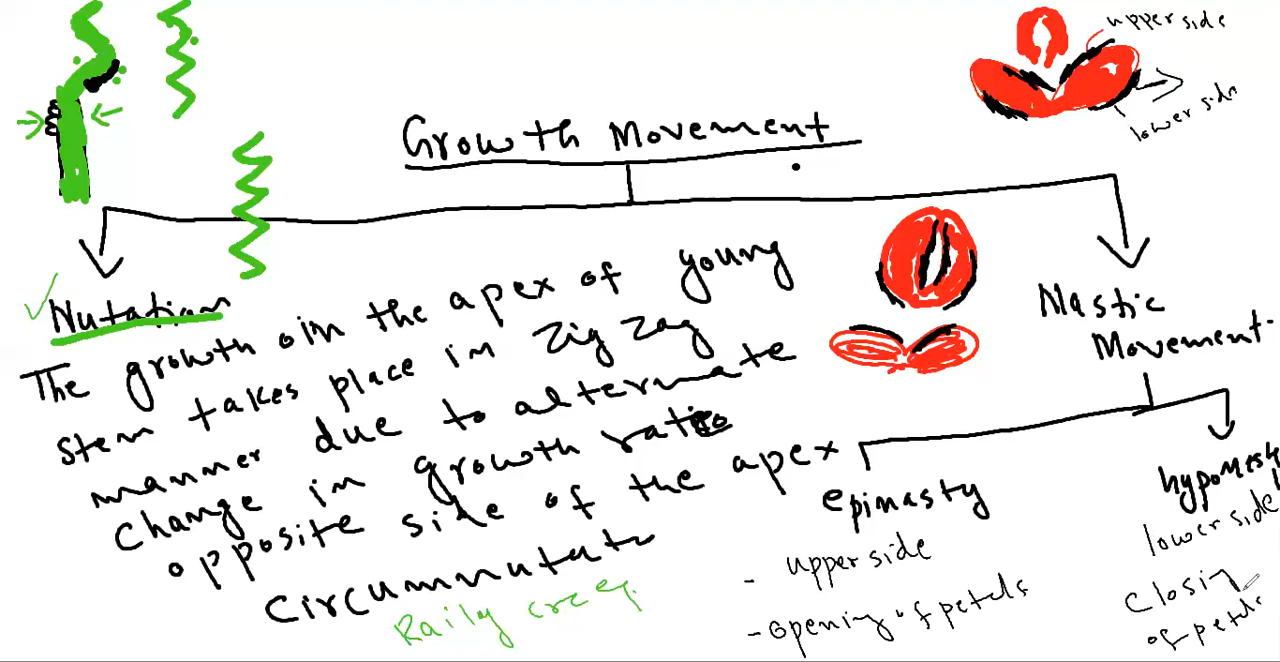 upper side
lower side
Growth Movement
Nutation
The growth in the apex of young
stem takes place in Zig Zag
manner due to alternate
Change in growth ratio
opposite side of the apex
Nastic
Movement
epinasty
- upper side
- opening of petals
lower side
Closing
of petals